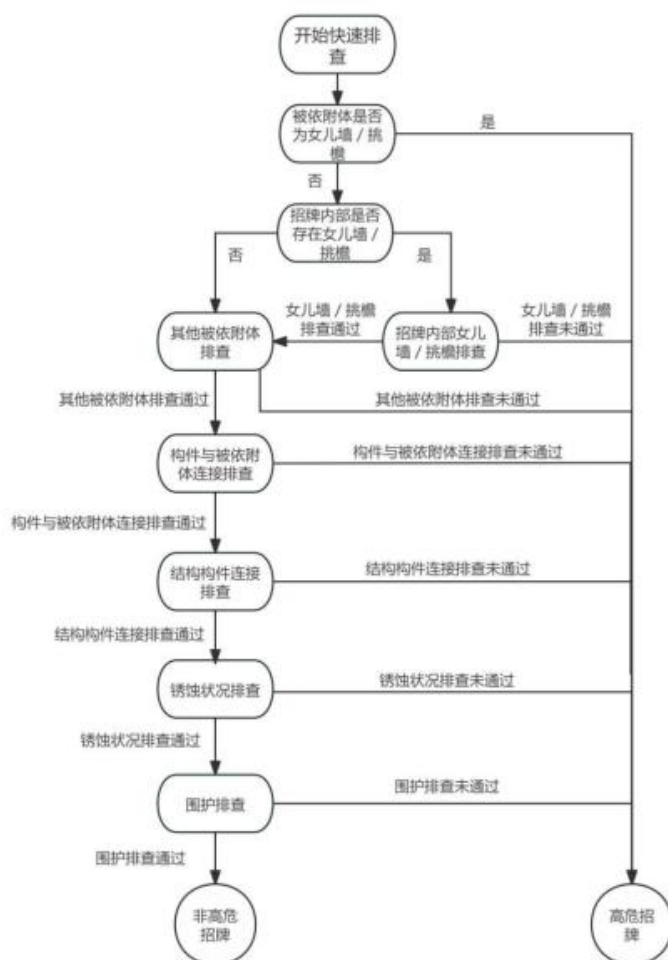 开始快速排
查
被依附体是否
为女儿墙 / 挑
檐
是
否
招牌内部是否
存在女儿墙 /
挑檐
否
是
其他被依附体
排查
女儿墙 / 挑檐
排查通过
招牌内部女儿
墙 / 挑檐排查
女儿墙 / 挑檐
排查未通过
其他被依附体排查通过
其他被依附体排查未通过
构件与被依附
体连接排查
构件与被依附体连接排查未通过
构件与被依附体连接排查通过
结构构件连接
排查
结构构件连接排查未通过
结构构件连接排查通过
锈蚀状况排查
锈蚀状况排查未通过
锈蚀状况排查通过
围护排查
围护排查未通过
围护排查通过
非高危
招牌
高危招
牌